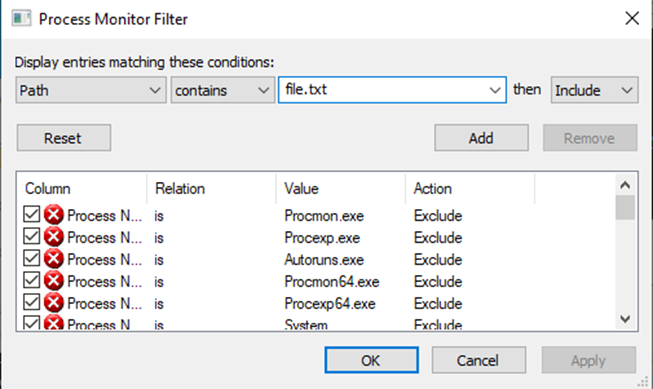 Process Monitor Filter
Display entries matching these conditions:
Path contains file.txt then Include
Reset Add Remove
Column Relation Value Action
Process N... is Procmon.exe Exclude
Process N... is Procexp.exe Exclude
Process N... is Autoruns.exe Exclude
Process N... is Procmon64.exe Exclude
Process N... is Procexp64.exe Exclude
Process N... is System Exclude
OK Cancel Apply